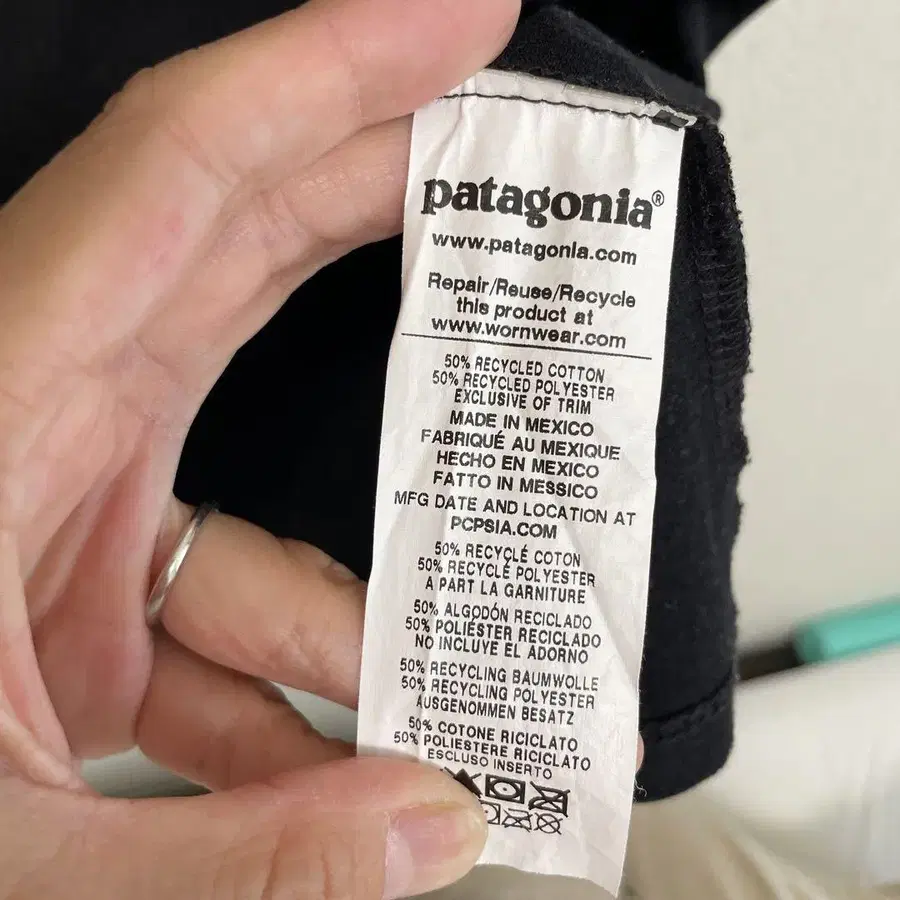 patagonia®
www.patagonia.com
Repair/Reuse/Recycle
this product at
www.wornwear.com
50% RECYCLED COTTON
50% RECYCLED POLYESTER
EXCLUSIVE OF TRIM
MADE IN MEXICO
FABRIQUÉ AU MEXIQUE
HECHO EN MEXICO
FATTO IN MESSICO
MFG DATE AND LOCATION AT
PCPSIA.COM
50% RECYCLÉ COTON
50% RECYCLÉ POLYESTER
A PART LA GARNITURE
50% ALGODÓN RECICLADO
50% POLIÉSTER RECICLADO
NO INCLUYE EL ADORNO
50% RECYCLING BAUMWOLLE
50% RECYCLING POLYESTER
AUSGENOMMEN BESATZ
50% COTONE RICICLATO
50% POLIESTERE RICICLATO
ESCLUSO INSERTO